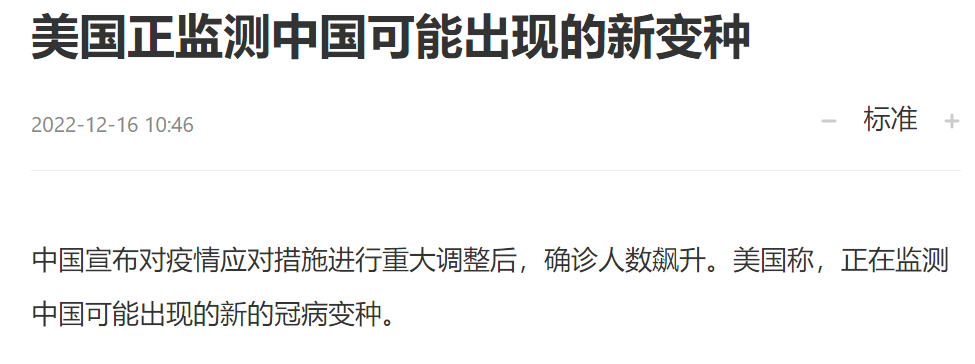 美国正监测中国可能出现的新变种
2022-12-16 10:46
− 标准 +
中国宣布对疫情应对措施进行重大调整后，确诊人数飙升。美国称，正在监测
中国可能出现的新的冠病变种。